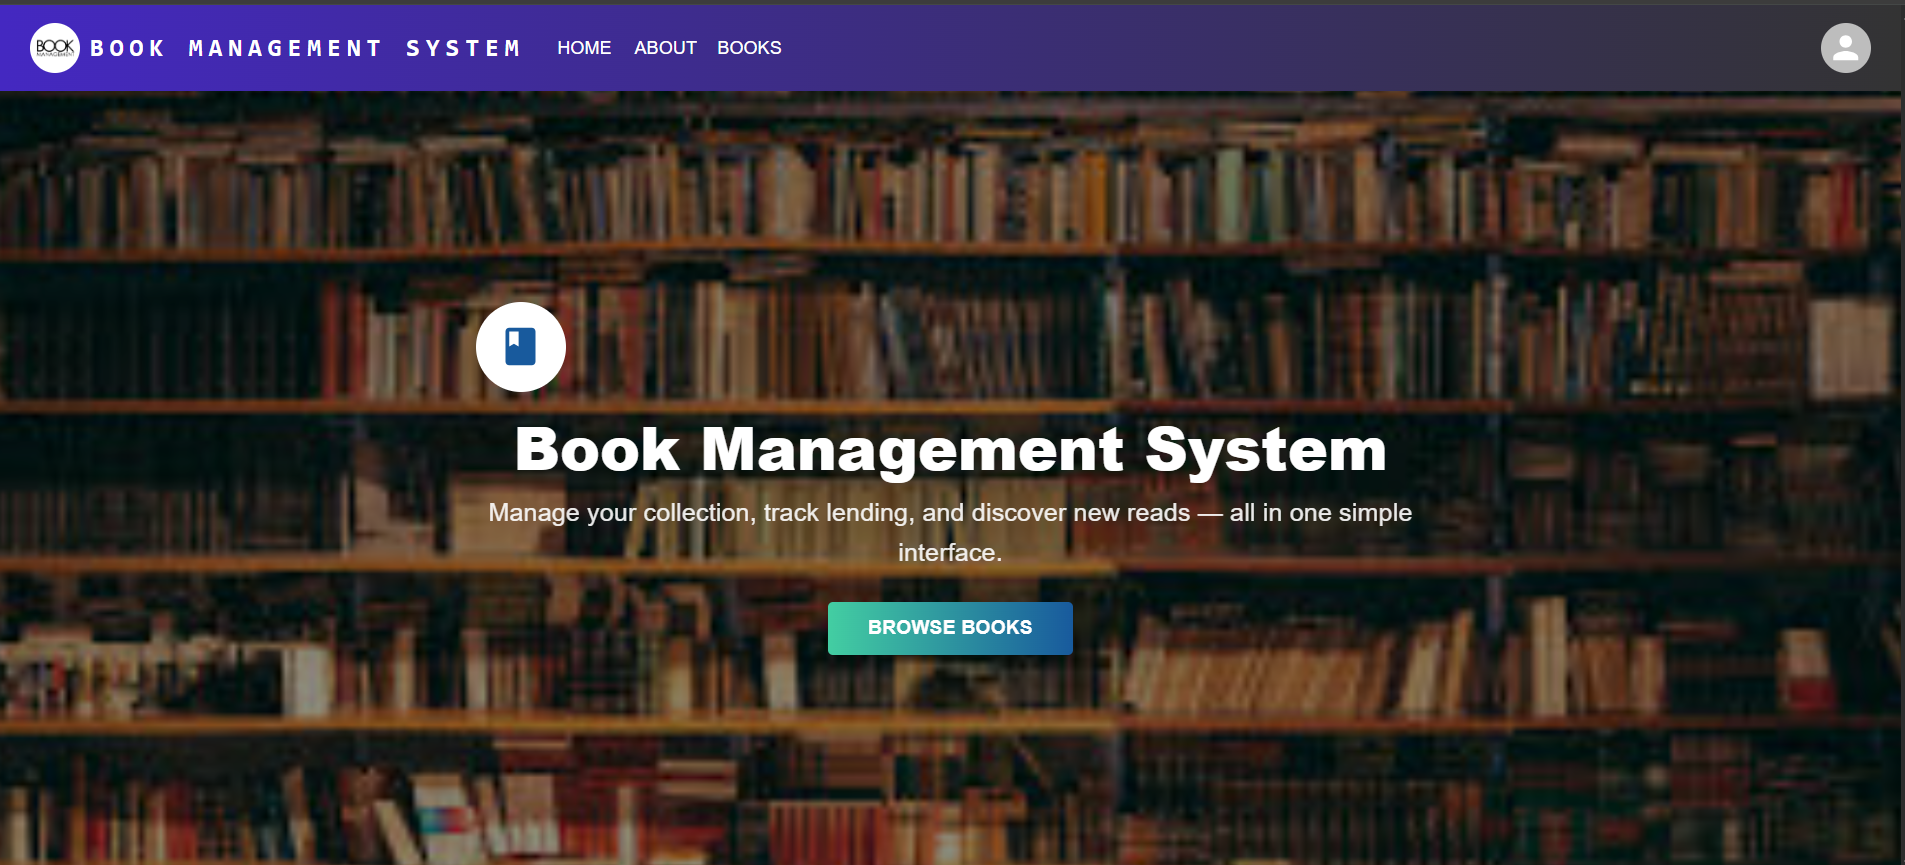 BOOK
MANAGEMENT
BOOK MANAGEMENT SYSTEM
HOME
ABOUT
BOOKS
Book Management System
Manage your collection, track lending, and discover new reads — all in one simple
interface.
BROWSE BOOKS